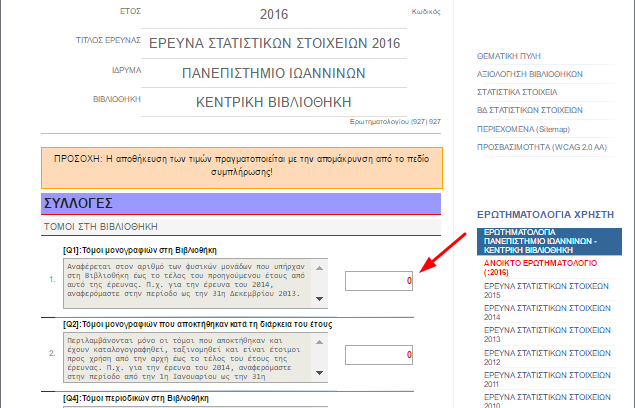 ΕΤΟΣ
2016
Κωδικός
ΤΙΤΛΟΣ ΕΡΕΥΝΑΣ
ΕΡΕΥΝΑ ΣΤΑΤΙΣΤΙΚΩΝ ΣΤΟΙΧΕΙΩΝ 2016
ΙΔΡΥΜΑ
ΠΑΝΕΠΙΣΤΗΜΙΟ ΙΩΑΝΝΙΝΩΝ
ΒΙΒΛΙΟΘΗΚΗ
ΚΕΝΤΡΙΚΗ ΒΙΒΛΙΟΘΗΚΗ
Ερωτηματολογίου (927) 927
ΠΡΟΣΟΧΗ: Η αποθήκευση των τιμών πραγματοποιείται με την απομάκρυνση από το πεδίο
συμπλήρωσης!
ΣΥΛΛΟΓΕΣ
ΤΟΜΟΙ ΣΤΗ ΒΙΒΛΙΟΘΗΚΗ
[Q1]:Τόμοι μονογραφιών στη Βιβλιοθήκη
1.
Αναφέρεται στον αριθμό των φυσικών μονάδων που υπήρχαν
στη Βιβλιοθήκη έως το τέλος του προηγούμενου έτους από
αυτό της έρευνας. Π.χ. για την έρευνα του 2014,
αναφερόμαστε στην περίοδο ως την 31η Δεκεμβρίου 2013.
0
[Q2]:Τόμοι μονογραφιών που αποκτήθηκαν κατά τη διάρκεια του έτους
2.
Περιλαμβάνονται μόνο οι τόμοι που αποκτήθηκαν και
έχουν καταλογογραφηθεί, ταξινομηθεί και είναι έτοιμοι
προς χρήση από την αρχή έως το τέλος του έτους της
έρευνας. Π.χ. για την έρευνα του 2014, αναφερόμαστε
στην περίοδο από την 1η Ιανουαρίου ως την 31η
0
[Q4]:Τόμοι περιοδικών στη Βιβλιοθήκη
ΘΕΜΑΤΙΚΗ ΠΥΛΗ
ΑΞΙΟΛΟΓΗΣΗ ΒΙΒΛΙΟΘΗΚΩΝ
ΣΤΑΤΙΣΤΙΚΑ ΣΤΟΙΧΕΙΑ
ΒΔ ΣΤΑΤΙΣΤΙΚΩΝ ΣΤΟΙΧΕΙΩΝ
ΠΕΡΙΕΧΟΜΕΝΑ (Sitemap)
ΠΡΟΣΒΑΣΙΜΟΤΗΤΑ (WCAG 2.0 AA)
ΕΡΩΤΗΜΑΤΟΛΟΓΙΑ ΧΡΗΣΤΗ
ΕΡΩΤΗΜΑΤΟΛΟΓΙΑ
ΠΑΝΕΠΙΣΤΗΜΙΟ ΙΩΑΝΝΙΝΩΝ -
ΚΕΝΤΡΙΚΗ ΒΙΒΛΙΟΘΗΚΗ
ΑΝΟΙΚΤΟ ΕΡΩΤΗΜΑΤΟΛΟΓΙΟ
(:2016)
ΕΡΕΥΝΑ ΣΤΑΤΙΣΤΙΚΩΝ ΣΤΟΙΧΕΙΩΝ
2015
ΕΡΕΥΝΑ ΣΤΑΤΙΣΤΙΚΩΝ ΣΤΟΙΧΕΙΩΝ
2014
ΕΡΕΥΝΑ ΣΤΑΤΙΣΤΙΚΩΝ ΣΤΟΙΧΕΙΩΝ
2013
ΕΡΕΥΝΑ ΣΤΑΤΙΣΤΙΚΩΝ ΣΤΟΙΧΕΙΩΝ
2012
ΕΡΕΥΝΑ ΣΤΑΤΙΣΤΙΚΩΝ ΣΤΟΙΧΕΙΩΝ
2011
ΕΡΕΥΝΑ ΣΤΑΤΙΣΤΙΚΩΝ ΣΤΟΙΧΕΙΩΝ
2010